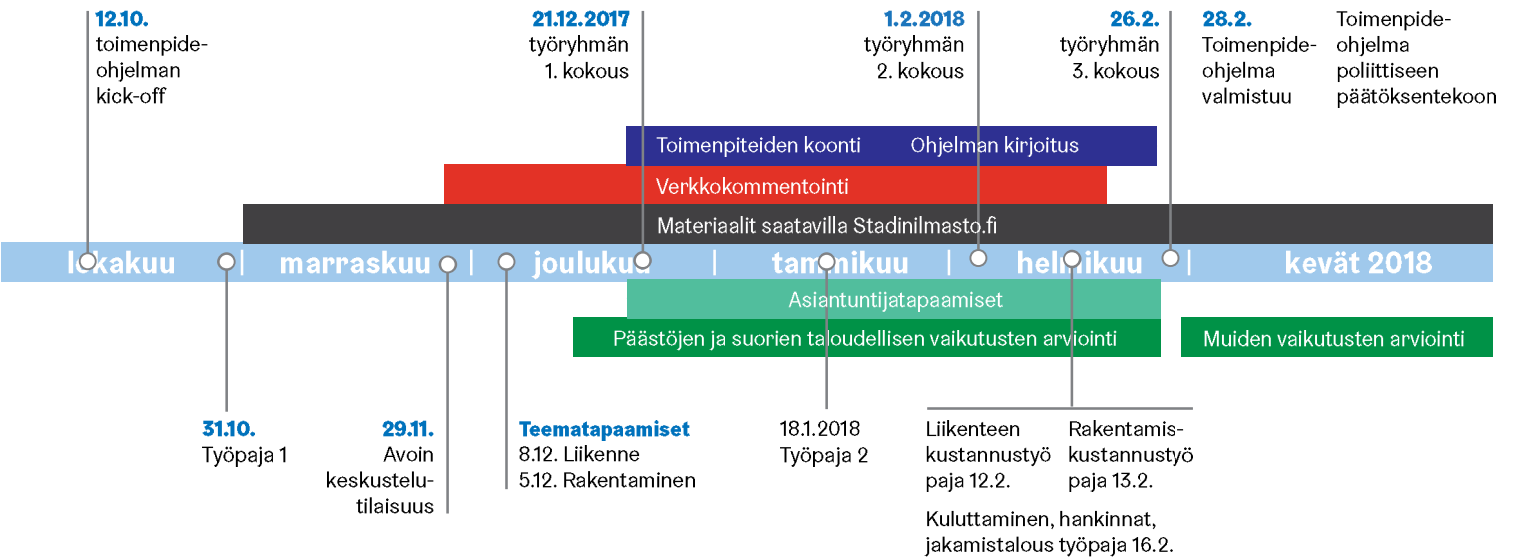 12.10.
toimenpide-
ohjelman
kick-off
21.12.2017
työryhmän
1. kokous
1.2.2018
työryhmän
2. kokous
26.2.
työryhmän
3. kokous
28.2.
Toimenpide-
ohjelma
valmistuu
Toimenpide-
ohjelma
poliittiseen
päätöksentekoon
Toimenpiteiden koonti
Ohjelman kirjoitus
Verkkokommentointi
Materiaalit saatavilla Stadinilmasto.fi
lokakuu | marraskuu | joulukuu | tammikuu | helmikuu | kevät 2018
Asiantuntijatapaamiset
Päästöjen ja suorien taloudellisen vaikutusten arviointi
Muiden vaikutusten arviointi
31.10.
Työpaja 1
29.11.
Avoin
keskustelu-
tilaisuus
Teematapaamiset
8.12. Liikenne
5.12. Rakentaminen
18.1.2018
Työpaja 2
Liikenteen
kustannustyö
paja 12.2.
Rakentamis-
kustannustyö
paja 13.2.
Kuluttaminen, hankinnat,
jakamistalous työpaja 16.2.